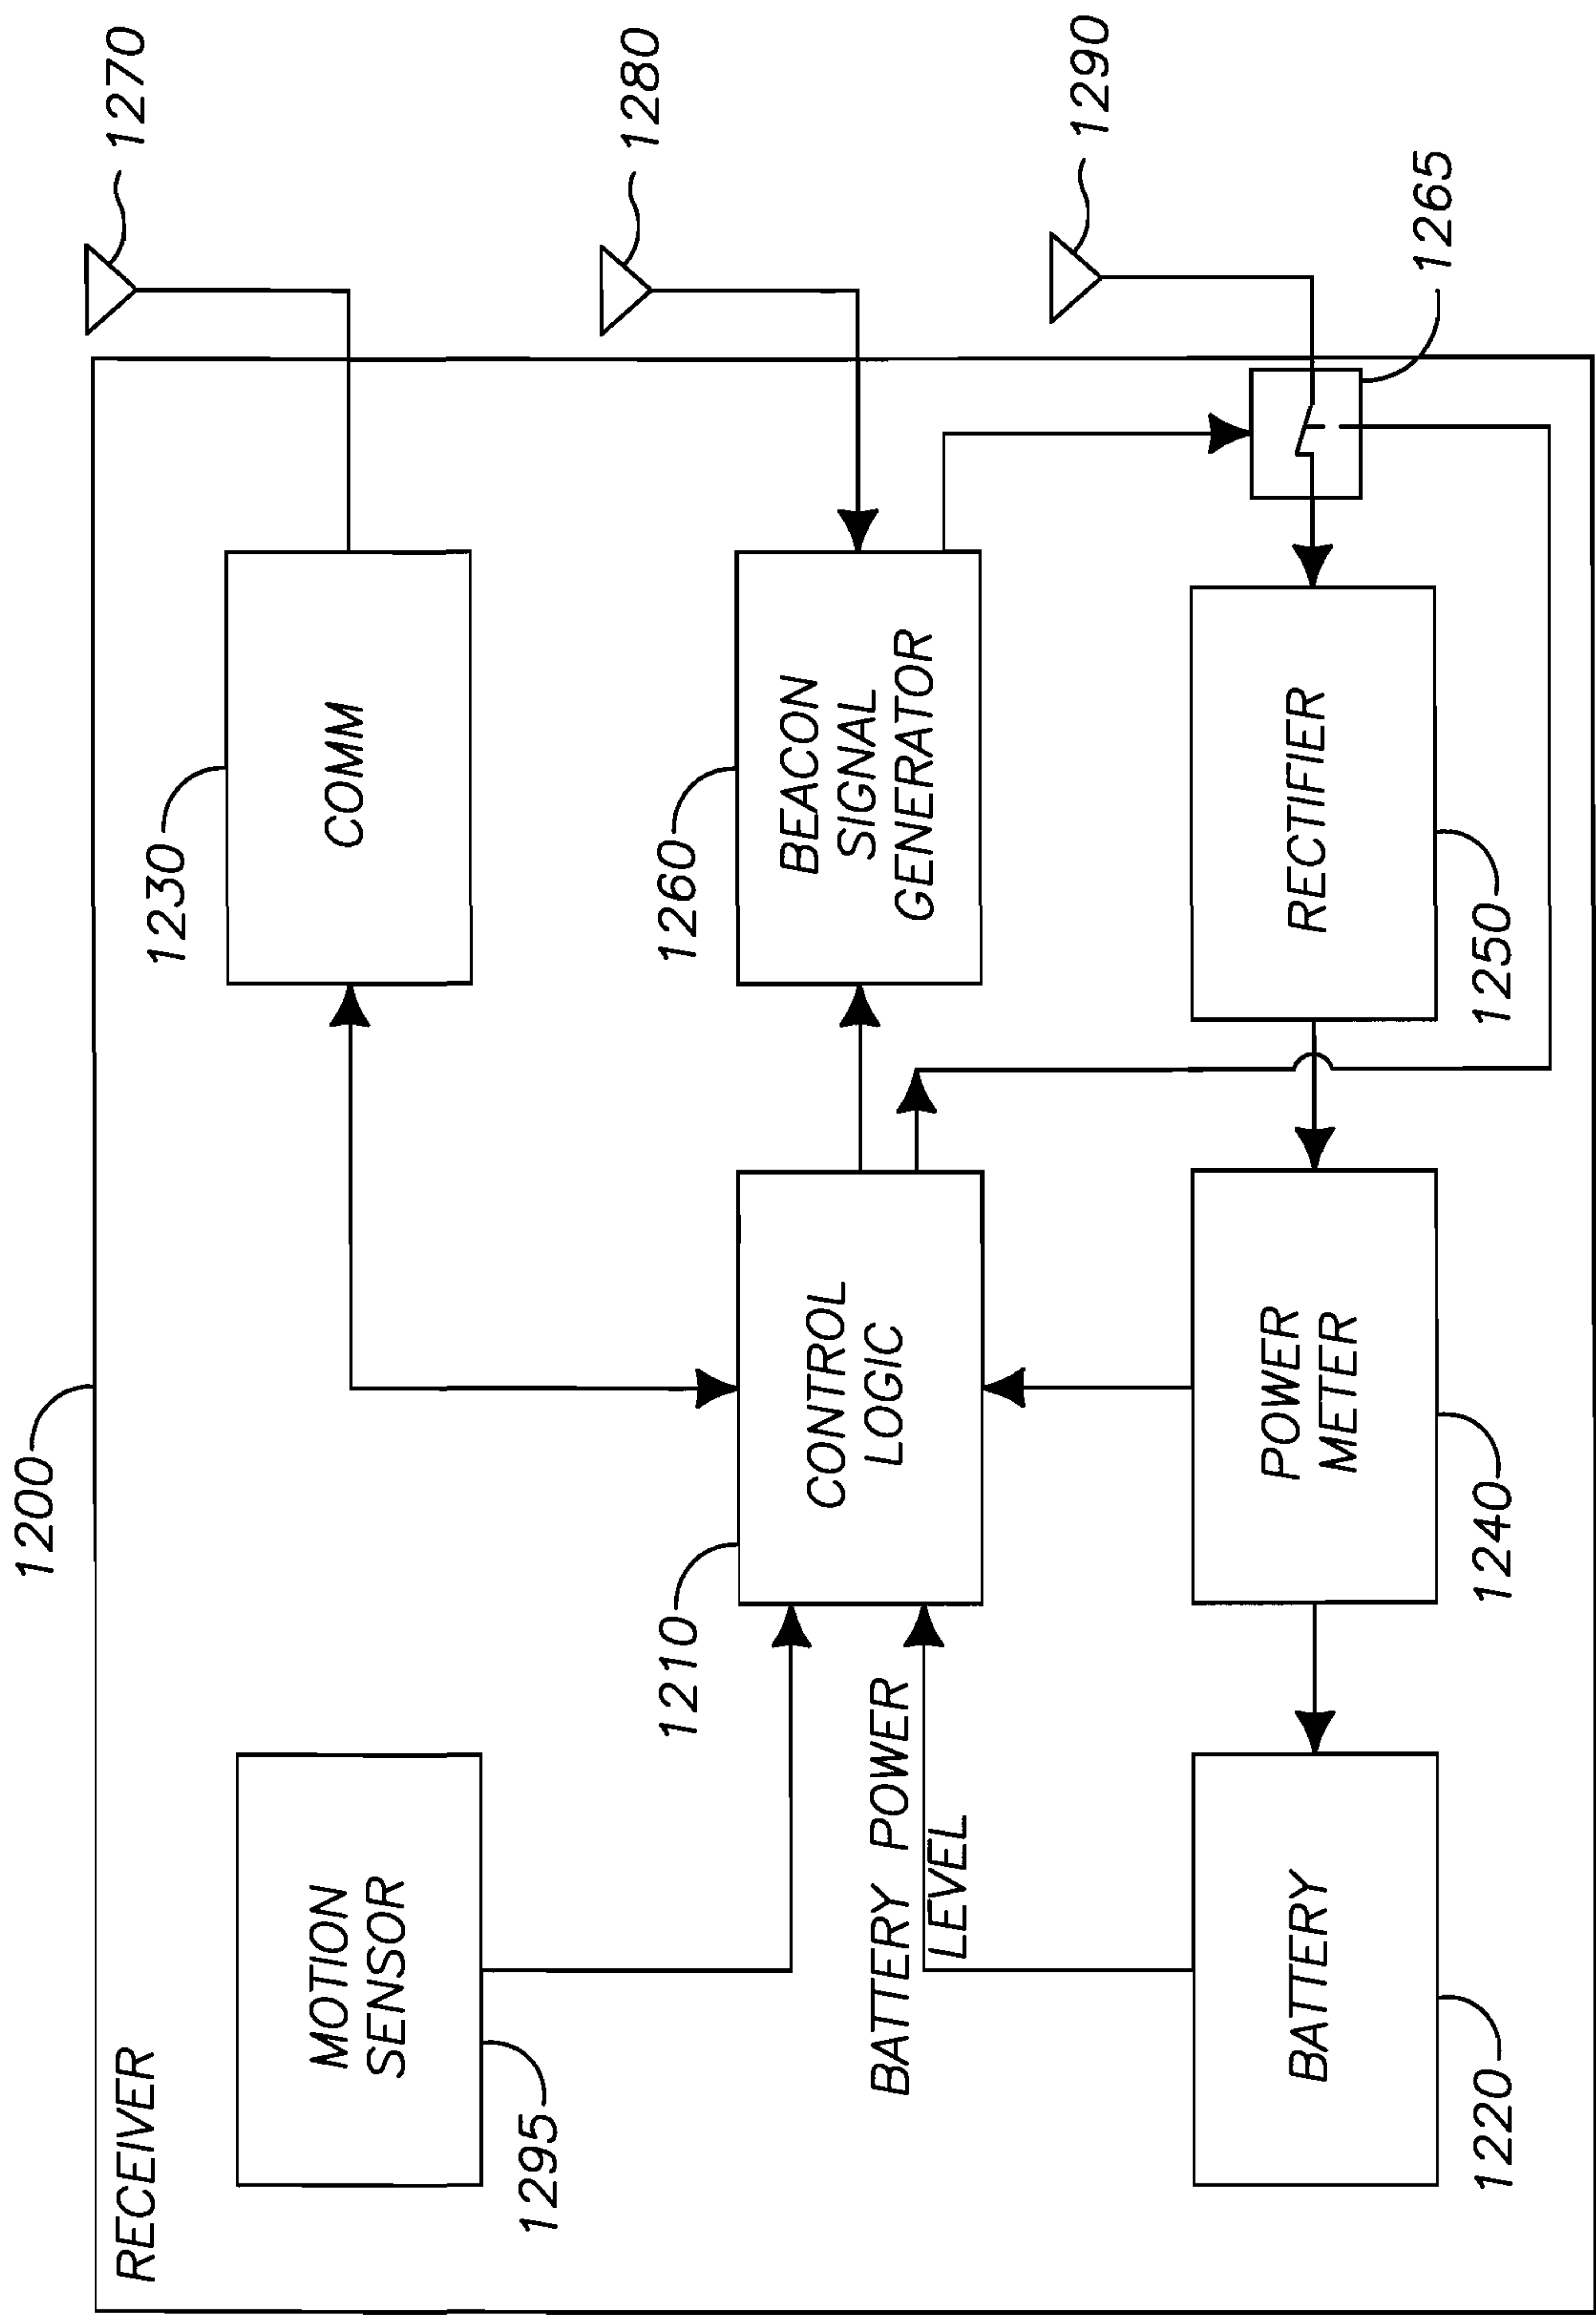 1200
RECEIVER
MOTION
SENSOR
1295
1230
COMM
1270
1210
CONTROL
LOGIC
BATTERY POWER
LEVEL
1260
BEACON
SIGNAL
GENERATOR
1280
BATTERY
1220
POWER
METER
1240
RECTIFIER
1250
1290
1265